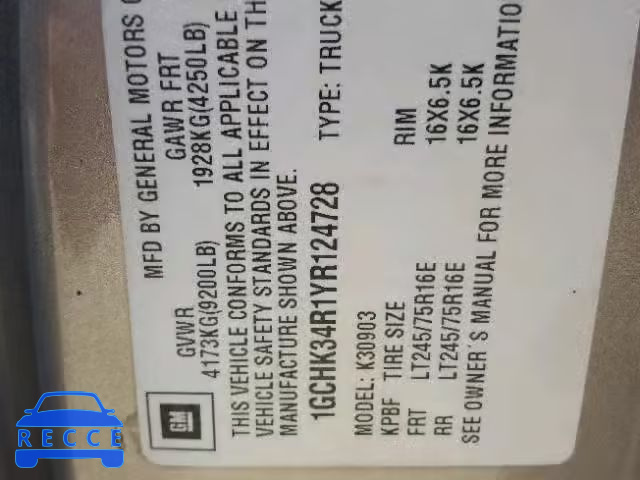 MFD BY GENERAL MOTORS
GVWR GAWR FRT
4173KG(9200LB) 1928KG(4250LB)
THIS VEHICLE CONFORMS TO ALL APPLICABLE
VEHICLE SAFETY STANDARDS IN EFFECT ON TH
MANUFACTURE SHOWN ABOVE.
1GCHK34R1YR124728 TYPE: TRUCK
MODEL: K30903
KPBF TIRE SIZE RIM
FRT LT245/75R16E 16X6.5K
RR LT245/75R16E 16X6.5K
SEE OWNER'S MANUAL FOR MORE INFORMATIO
GM
RECCE